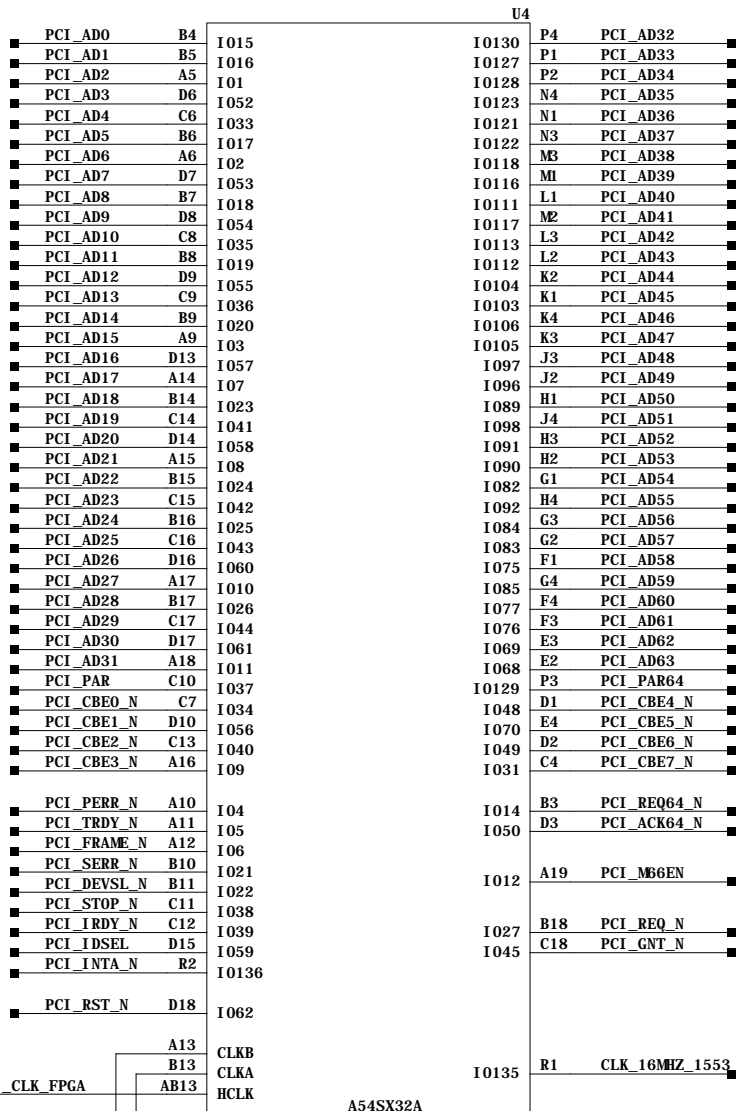 U4
PCI_AD0 B4 IO15 IO130 P4 PCI_AD32
PCI_AD1 B5 IO16 IO127 P1 PCI_AD33
PCI_AD2 A5 IO1 IO128 P2 PCI_AD34
PCI_AD3 D6 IO52 IO123 N4 PCI_AD35
PCI_AD4 C6 IO33 IO121 N1 PCI_AD36
PCI_AD5 B6 IO17 IO122 N3 PCI_AD37
PCI_AD6 A6 IO2 IO118 M3 PCI_AD38
PCI_AD7 D7 IO53 IO116 M1 PCI_AD39
PCI_AD8 B7 IO18 IO111 L1 PCI_AD40
PCI_AD9 D8 IO54 IO117 M2 PCI_AD41
PCI_AD10 C8 IO35 IO113 L3 PCI_AD42
PCI_AD11 B8 IO19 IO112 L2 PCI_AD43
PCI_AD12 D9 IO55 IO104 K2 PCI_AD44
PCI_AD13 C9 IO36 IO103 K1 PCI_AD45
PCI_AD14 B9 IO20 IO106 K4 PCI_AD46
PCI_AD15 A9 IO3 IO105 K3 PCI_AD47
PCI_AD16 D13 IO57 IO97 J3 PCI_AD48
PCI_AD17 A14 IO7 IO96 J2 PCI_AD49
PCI_AD18 B14 IO23 IO89 H1 PCI_AD50
PCI_AD19 C14 IO41 IO98 J4 PCI_AD51
PCI_AD20 D14 IO58 IO91 H3 PCI_AD52
PCI_AD21 A15 IO8 IO90 H2 PCI_AD53
PCI_AD22 B15 IO24 IO82 G1 PCI_AD54
PCI_AD23 C15 IO42 IO92 H4 PCI_AD55
PCI_AD24 B16 IO25 IO84 G3 PCI_AD56
PCI_AD25 C16 IO43 IO83 G2 PCI_AD57
PCI_AD26 D16 IO60 IO75 F1 PCI_AD58
PCI_AD27 A17 IO10 IO85 G4 PCI_AD59
PCI_AD28 B17 IO26 IO77 F4 PCI_AD60
PCI_AD29 C17 IO44 IO76 F3 PCI_AD61
PCI_AD30 D17 IO61 IO69 E3 PCI_AD62
PCI_AD31 A18 IO11 IO68 E2 PCI_AD63
PCI_PAR C10 IO37 IO129 P3 PCI_PAR64
PCI_CBE0_N C7 IO34 IO48 D1 PCI_CBE4_N
PCI_CBE1_N D10 IO56 IO70 E4 PCI_CBE5_N
PCI_CBE2_N C13 IO40 IO49 D2 PCI_CBE6_N
PCI_CBE3_N A16 IO9 IO31 C4 PCI_CBE7_N
PCI_PERR_N A10 IO4 IO14 B3 PCI_REQ64_N
PCI_TRDY_N A11 IO5 IO50 D3 PCI_ACK64_N
PCI_FRAME_N A12 IO6
PCI_SERR_N B10 IO21
PCI_DEVSL_N B11 IO22 IO12 A19 PCI_M66EN
PCI_STOP_N C11 IO38
PCI_IRDY_N C12 IO39 IO27 B18 PCI_REQ_N
PCI_IDSEL D15 IO59 IO45 C18 PCI_GNT_N
PCI_INTA_N R2 IO136
PCI_RST_N D18 IO62
A13 CLKB
B13 CLKA IO135 R1 CLK_16MHZ_1553
_CLK_FPGA AB13 HCLK
A54SX32A